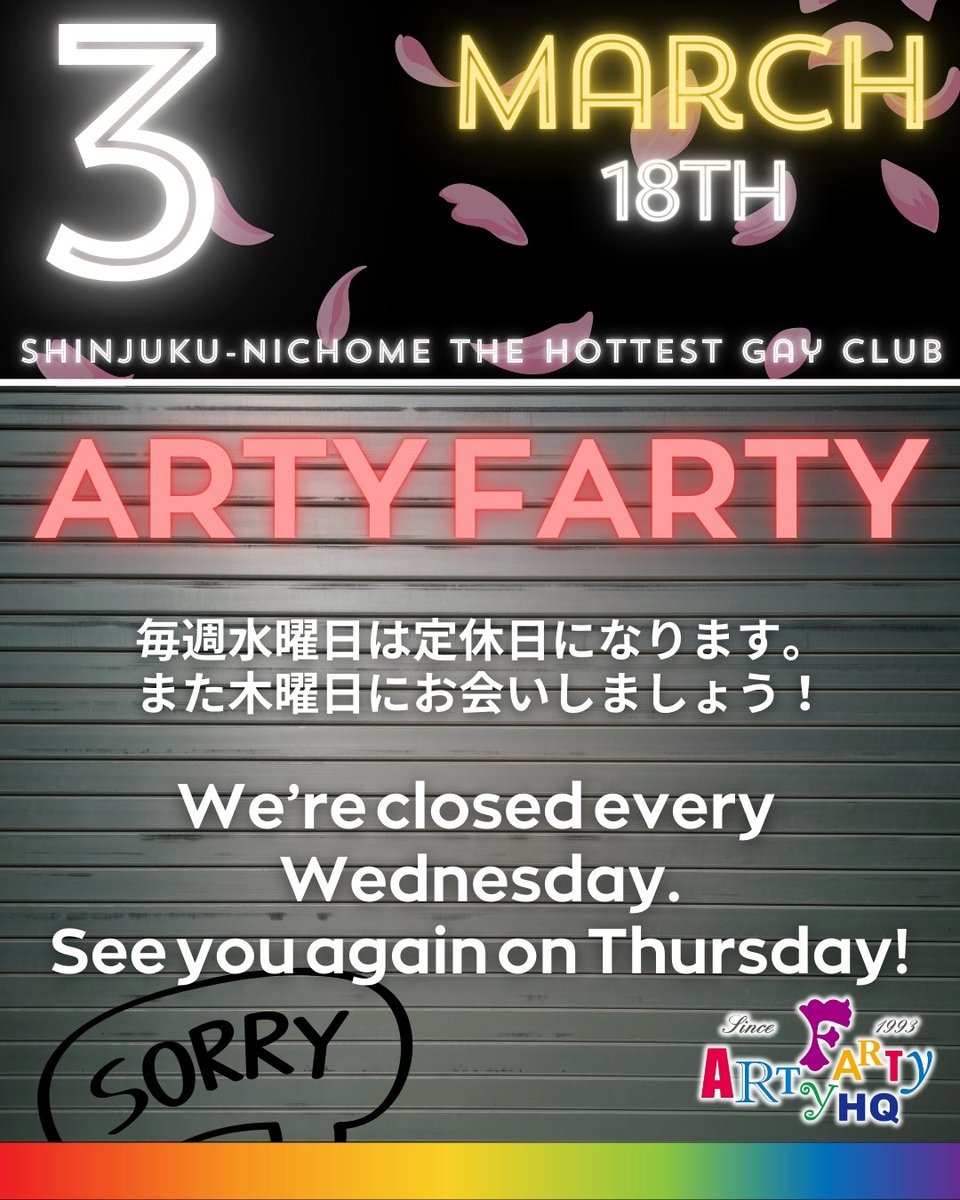 3
MARCH
18TH
SHINJUKU-NICHOME THE HOTTEST GAY CLUB
ARTY FARTY
毎週水曜日は定休日になります。
また木曜日にお会いしましょう！
We're closed every
Wednesday.
See you again on Thursday!
SORRY
Since 1993
ARTY FARTY
HQ